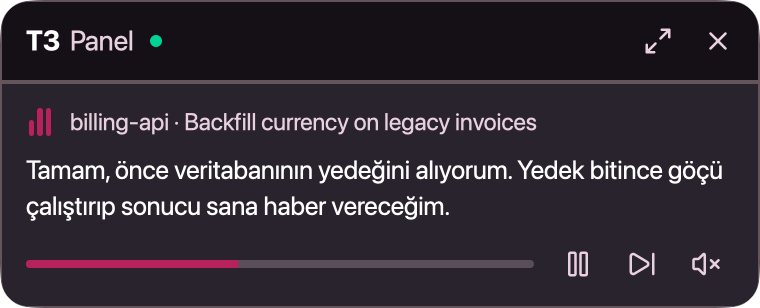 T3 Panel
billing-api · Backfill currency on legacy invoices
Tamam, önce veritabanının yedeğini alıyorum. Yedek bitince göçü
çalıştırıp sonucu sana haber vereceğim.